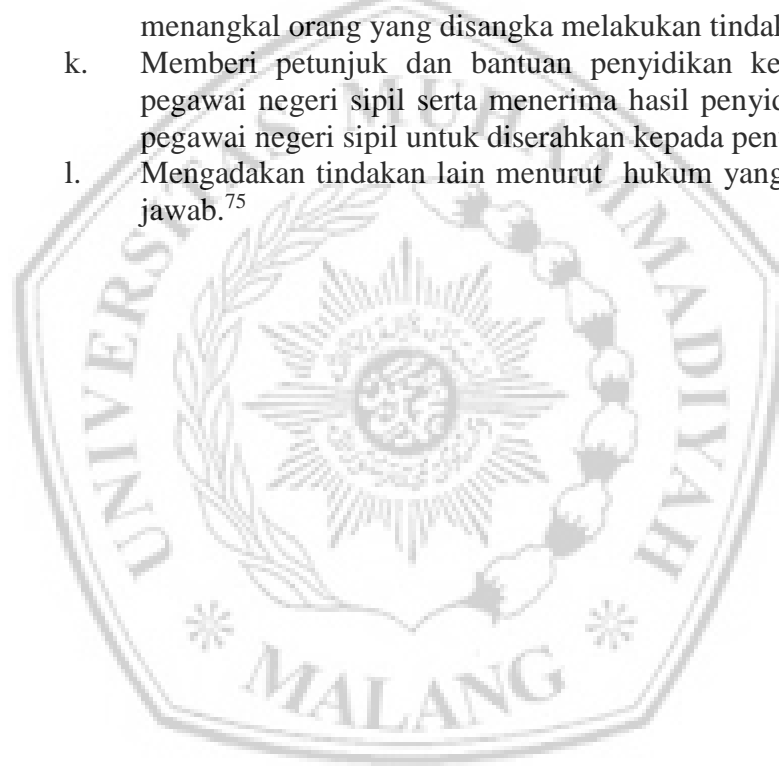 menangkal orang yang disangka melakukan tindak
k. Memberi petunjuk dan bantuan penyidikan ke
pegawai negeri sipil serta menerima hasil penyid
pegawai negeri sipil untuk diserahkan kepada pen
l. Mengadakan tindakan lain menurut hukum yang
jawab.75
UNIVERSITAS MUHAMMADIYAH
MALANG